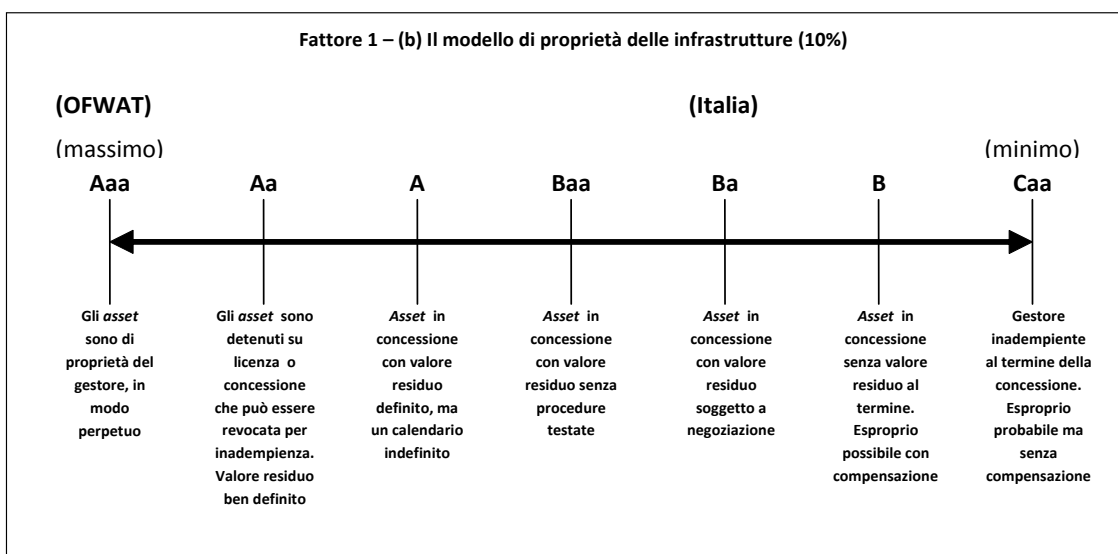 Fattore 1 – (b) Il modello di proprietà delle infrastrutture (10%)
(OFWAT)
(Italia)
(massimo)
(minimo)
Aaa
Aa
A
Baa
Ba
B
Caa
Gli asset
sono di
proprietà del
gestore, in
modo
perpetuo
Gli asset sono
detenuti su
licenza o
concessione
che può essere
revocata per
inadempienza.
Valore residuo
ben definito
Asset in
concessione
con valore
residuo
definito, ma
un calendario
indefinito
Asset in
concessione
con valore
residuo senza
procedure
testate
Asset in
concessione
con valore
residuo
soggetto a
negoziazione
Asset in
concessione
senza valore
residuo al
termine.
Esproprio
possibile con
compensazione
Gestore
inadempiente
al termine della
concessione.
Esproprio
probabile ma
senza
compensazione